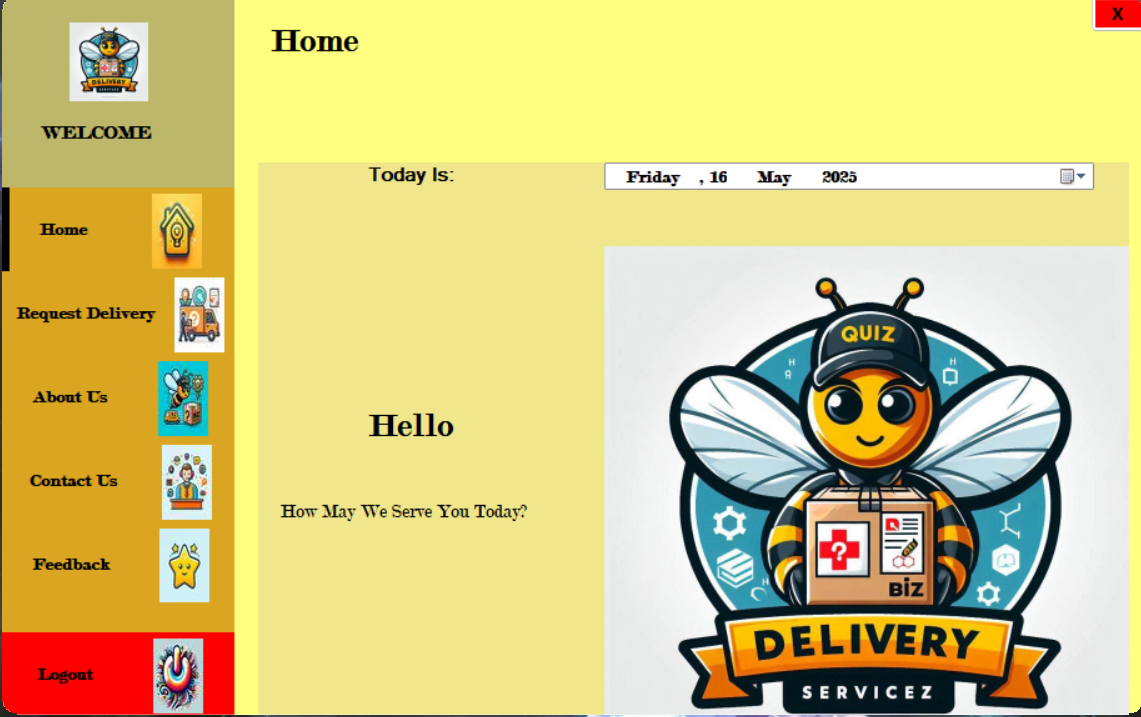 X
DELIVERY
SERVICEZ
WELCOME
Home
Request Delivery
About Us
Contact Us
Feedback
Logout
Home
Today Is:
Friday , 16 May 2025
Hello
How May We Serve You Today?
QUIZ
H
H
H
?
BIZ
DELIVERY
SERVICEZ